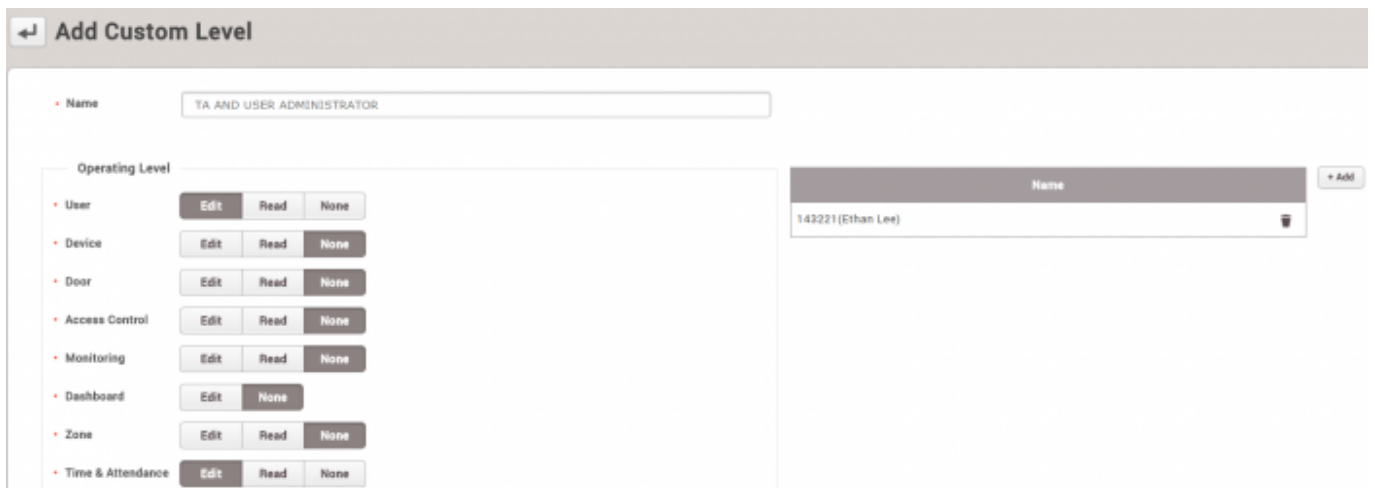 Add Custom Level
Name
TA AND USER ADMINISTRATOR
Operating Level
User Edit Read None
Device Edit Read None
Door Edit Read None
Access Control Edit Read None
Monitoring Edit Read None
Dashboard Edit None
Zone Edit Read None
Time & Attendance Edit Read None
Name
+ Add
143221(Ethan Lee)